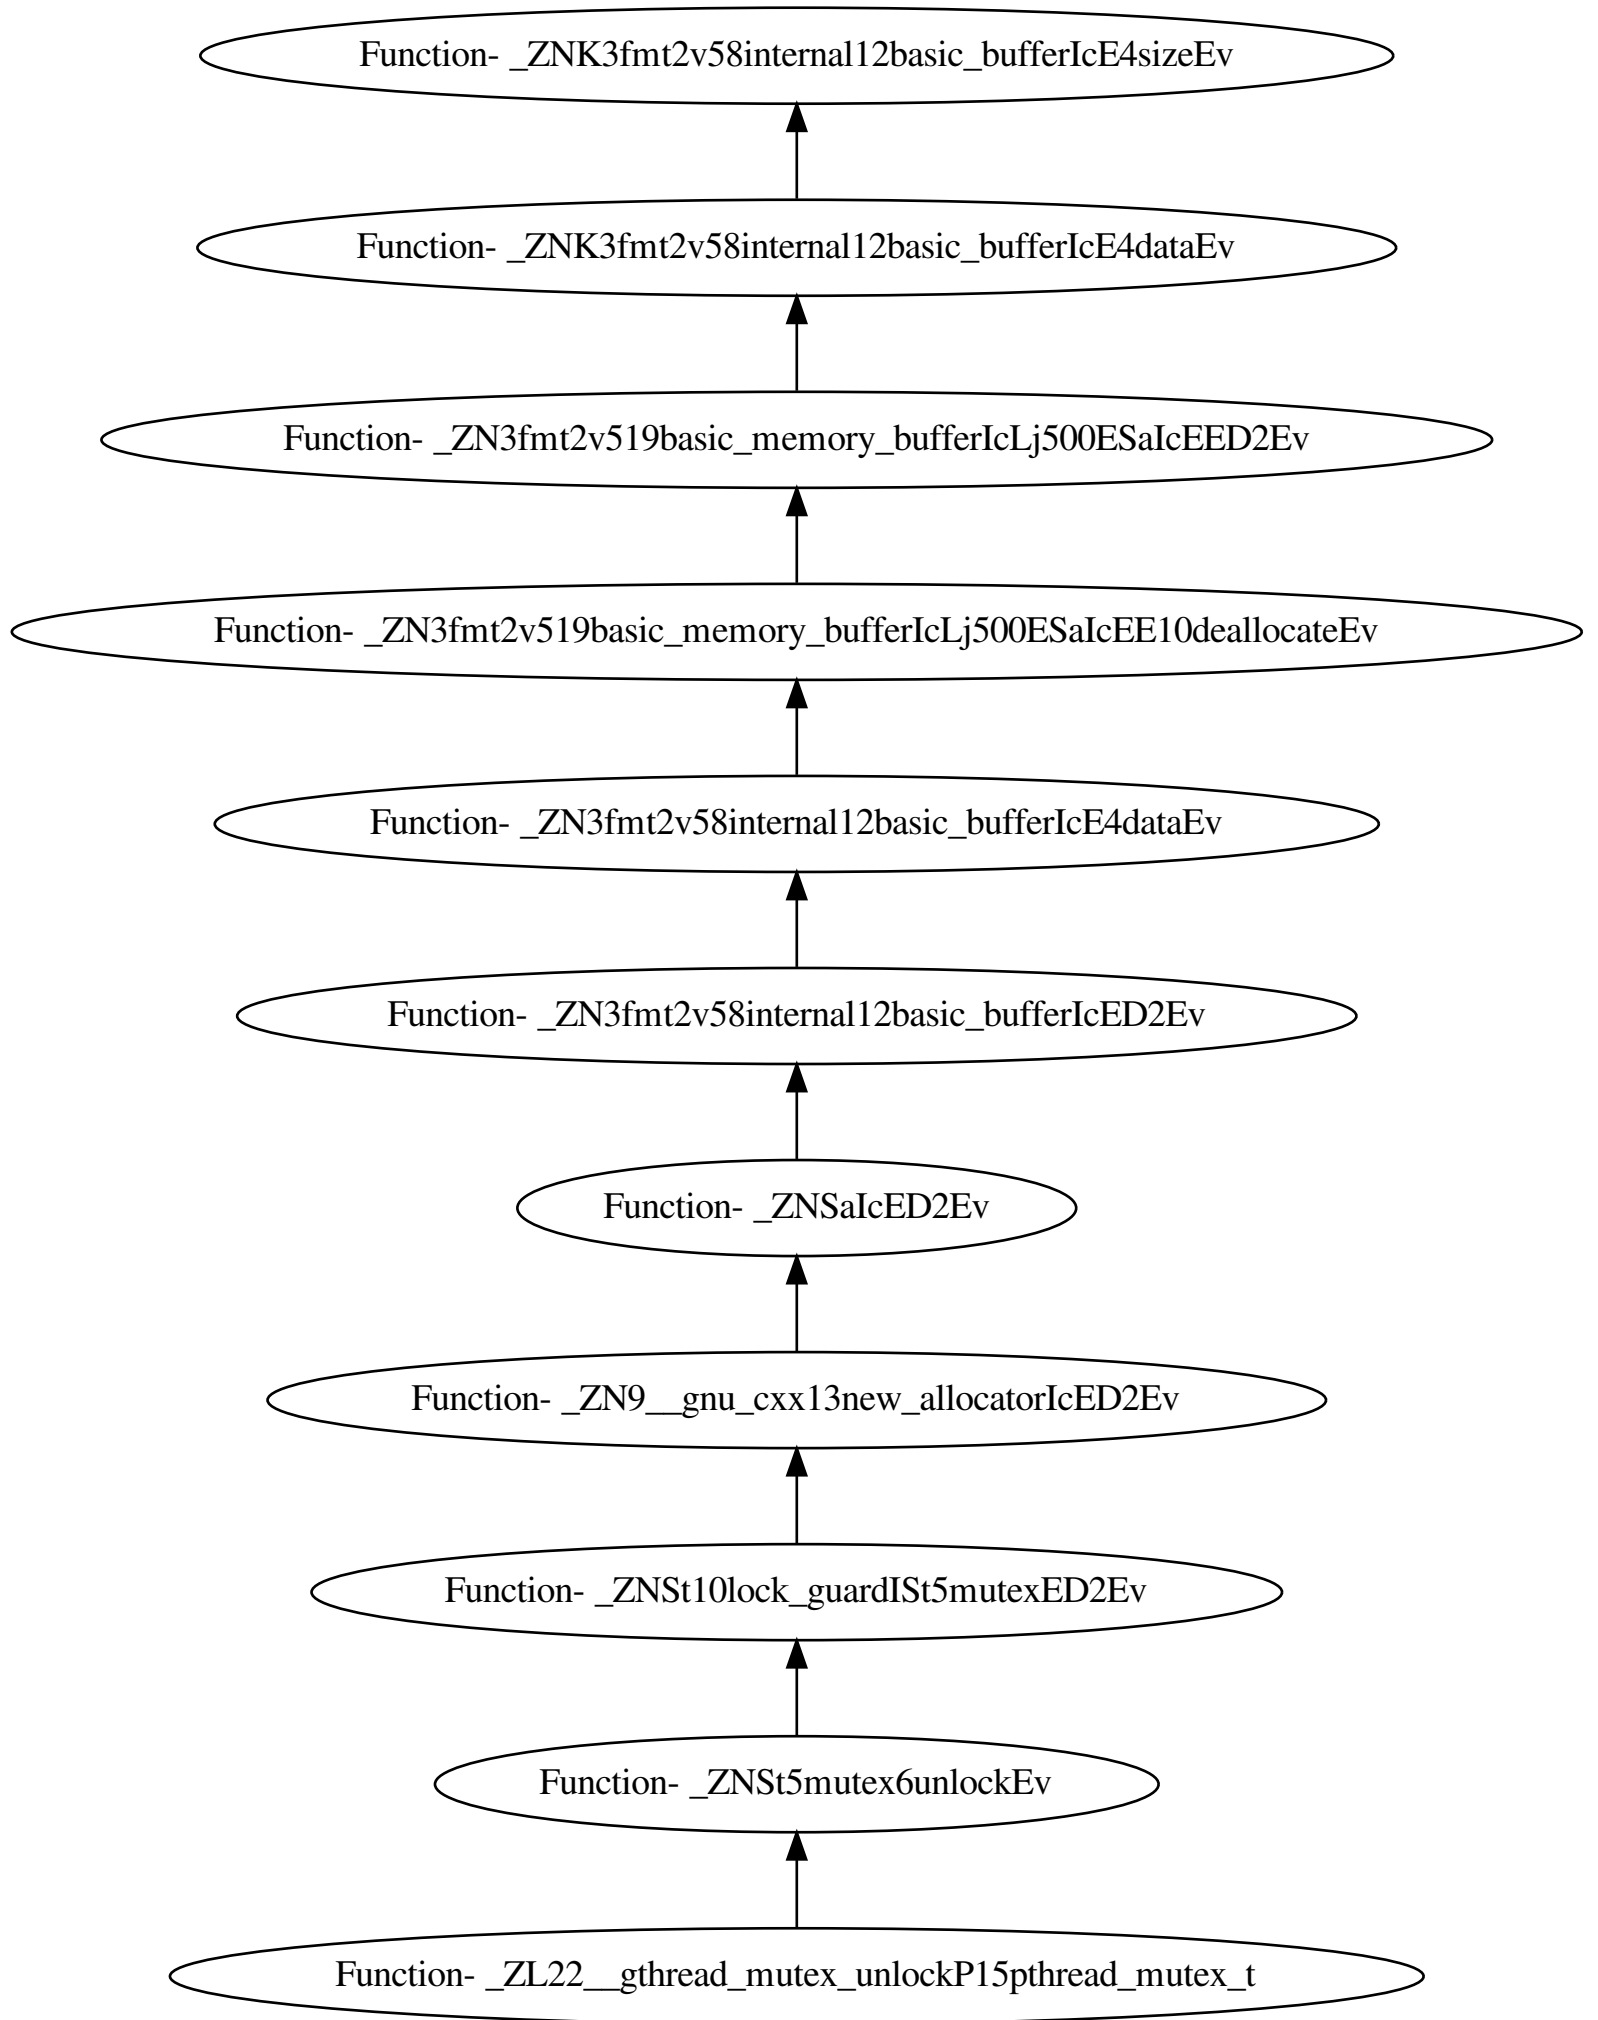 Function- _ZNK3fmt2v58internal12basic_bufferIcE4sizeEv
Function- _ZNK3fmt2v58internal12basic_bufferIcE4dataEv
Function- _ZN3fmt2v519basic_memory_bufferIcLj500ESaIcEED2Ev
Function- _ZN3fmt2v519basic_memory_bufferIcLj500ESaIcEE10deallocateEv
Function- _ZN3fmt2v58internal12basic_bufferIcE4dataEv
Function- _ZN3fmt2v58internal12basic_bufferIcED2Ev
Function- _ZNSaIcED2Ev
Function- _ZN9__gnu_cxx13new_allocatorIcED2Ev
Function- _ZNSt10lock_guardISt5mutexED2Ev
Function- _ZNSt5mutex6unlockEv
Function- _ZL22__gthread_mutex_unlockP15pthread_mutex_t